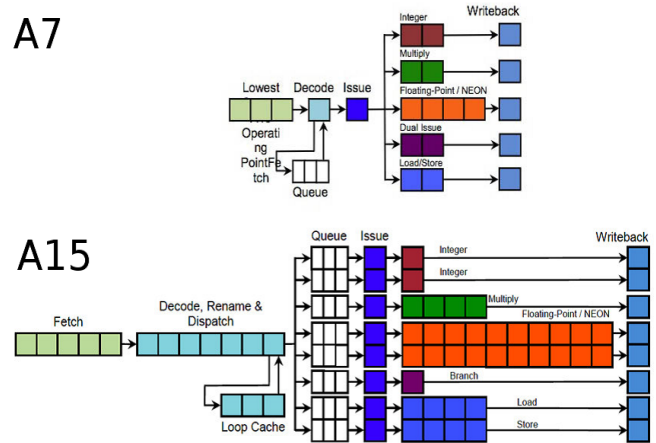 A7
Integer
Writeback
Multiply
Lowest
Decode
Issue
Floating-Point / NEON
Operati
ng
PointFe
tch
Dual Issue
Load/Store
Queue
A15
Queue
Issue
Writeback
Integer
Integer
Decode, Rename &
Dispatch
Multiply
Floating-Point / NEON
Fetch
Branch
Loop Cache
Load
Store